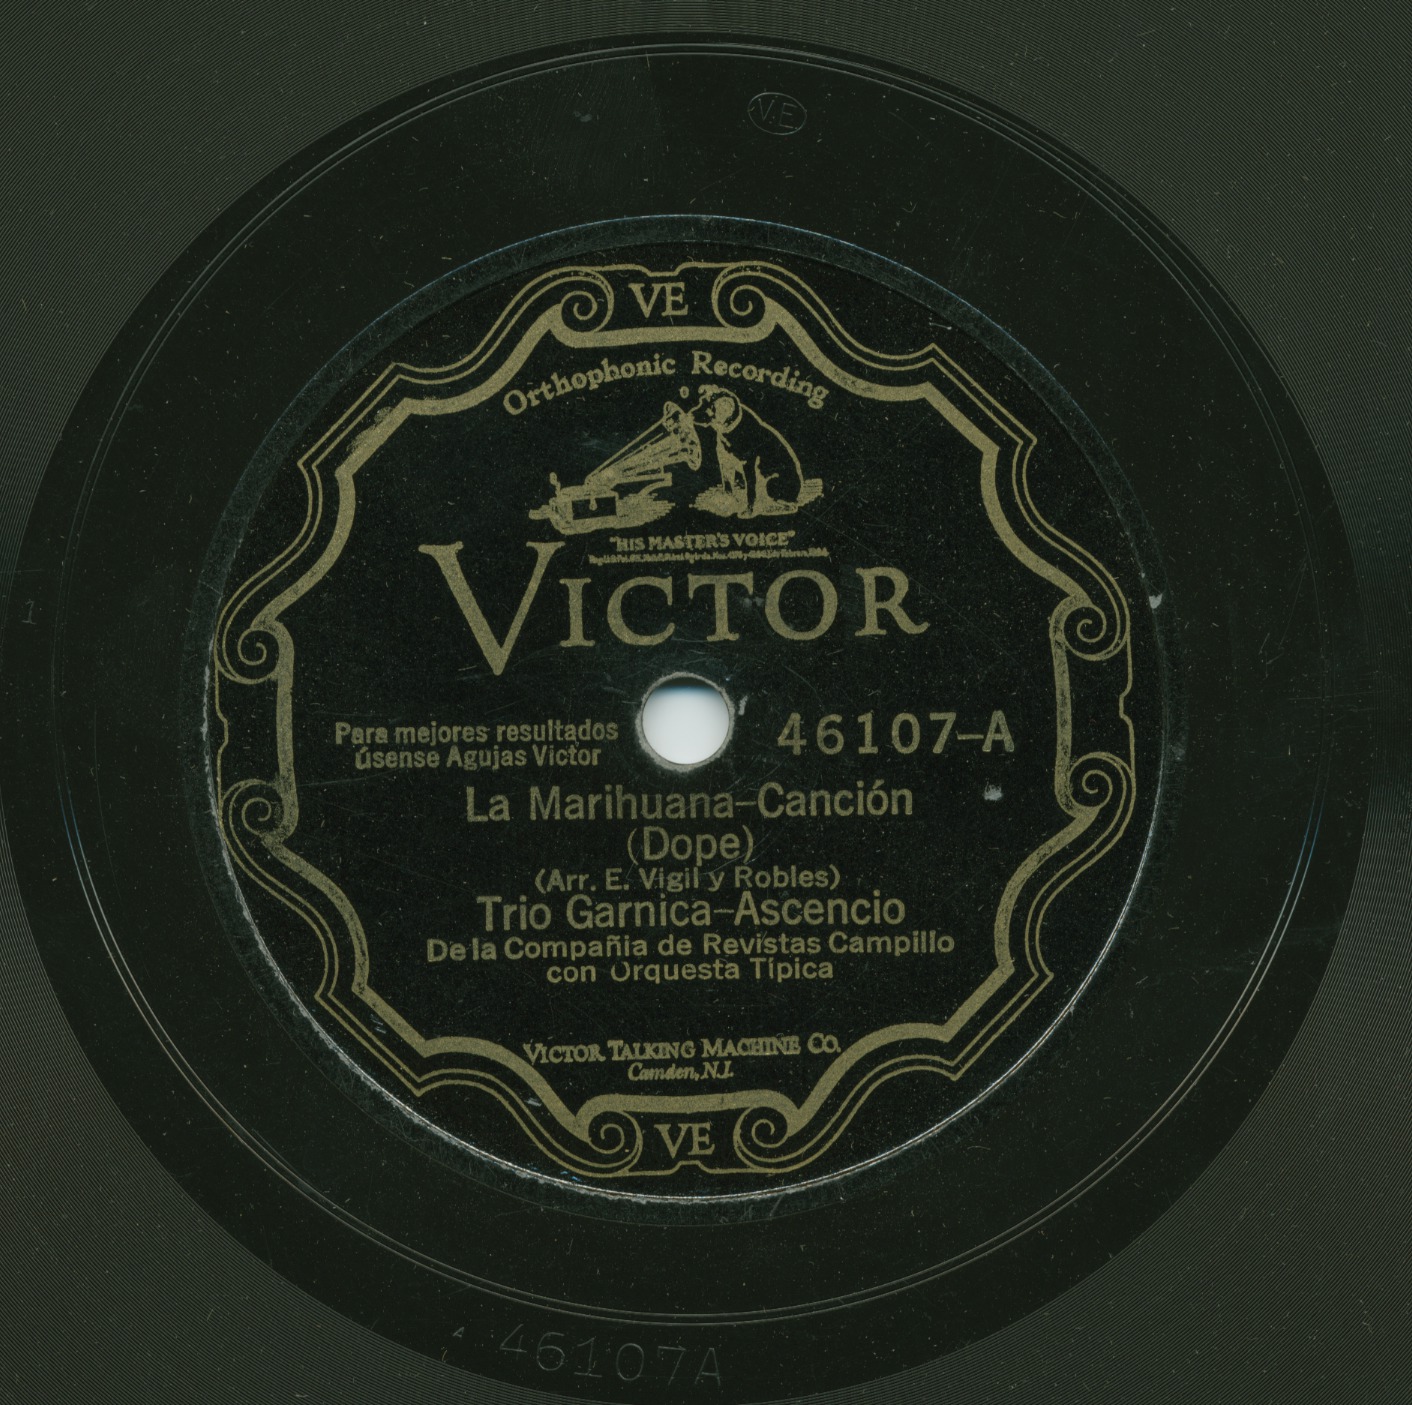 VE
VE
Orthophonic Recording
"HIS MASTER'S VOICE"
VICTOR
Para mejores resultados
úsense Agujas Victor
46107-A
La Marihuana-Canción
(Dope)
(Arr. E. Vigil y Robles)
Trio Garnica-Ascencio
De la Compañia de Revistas Campillo
con Orquesta Típica
VICTOR TALKING MACHINE CO.
Camden, N.J.
VE
1
46107A